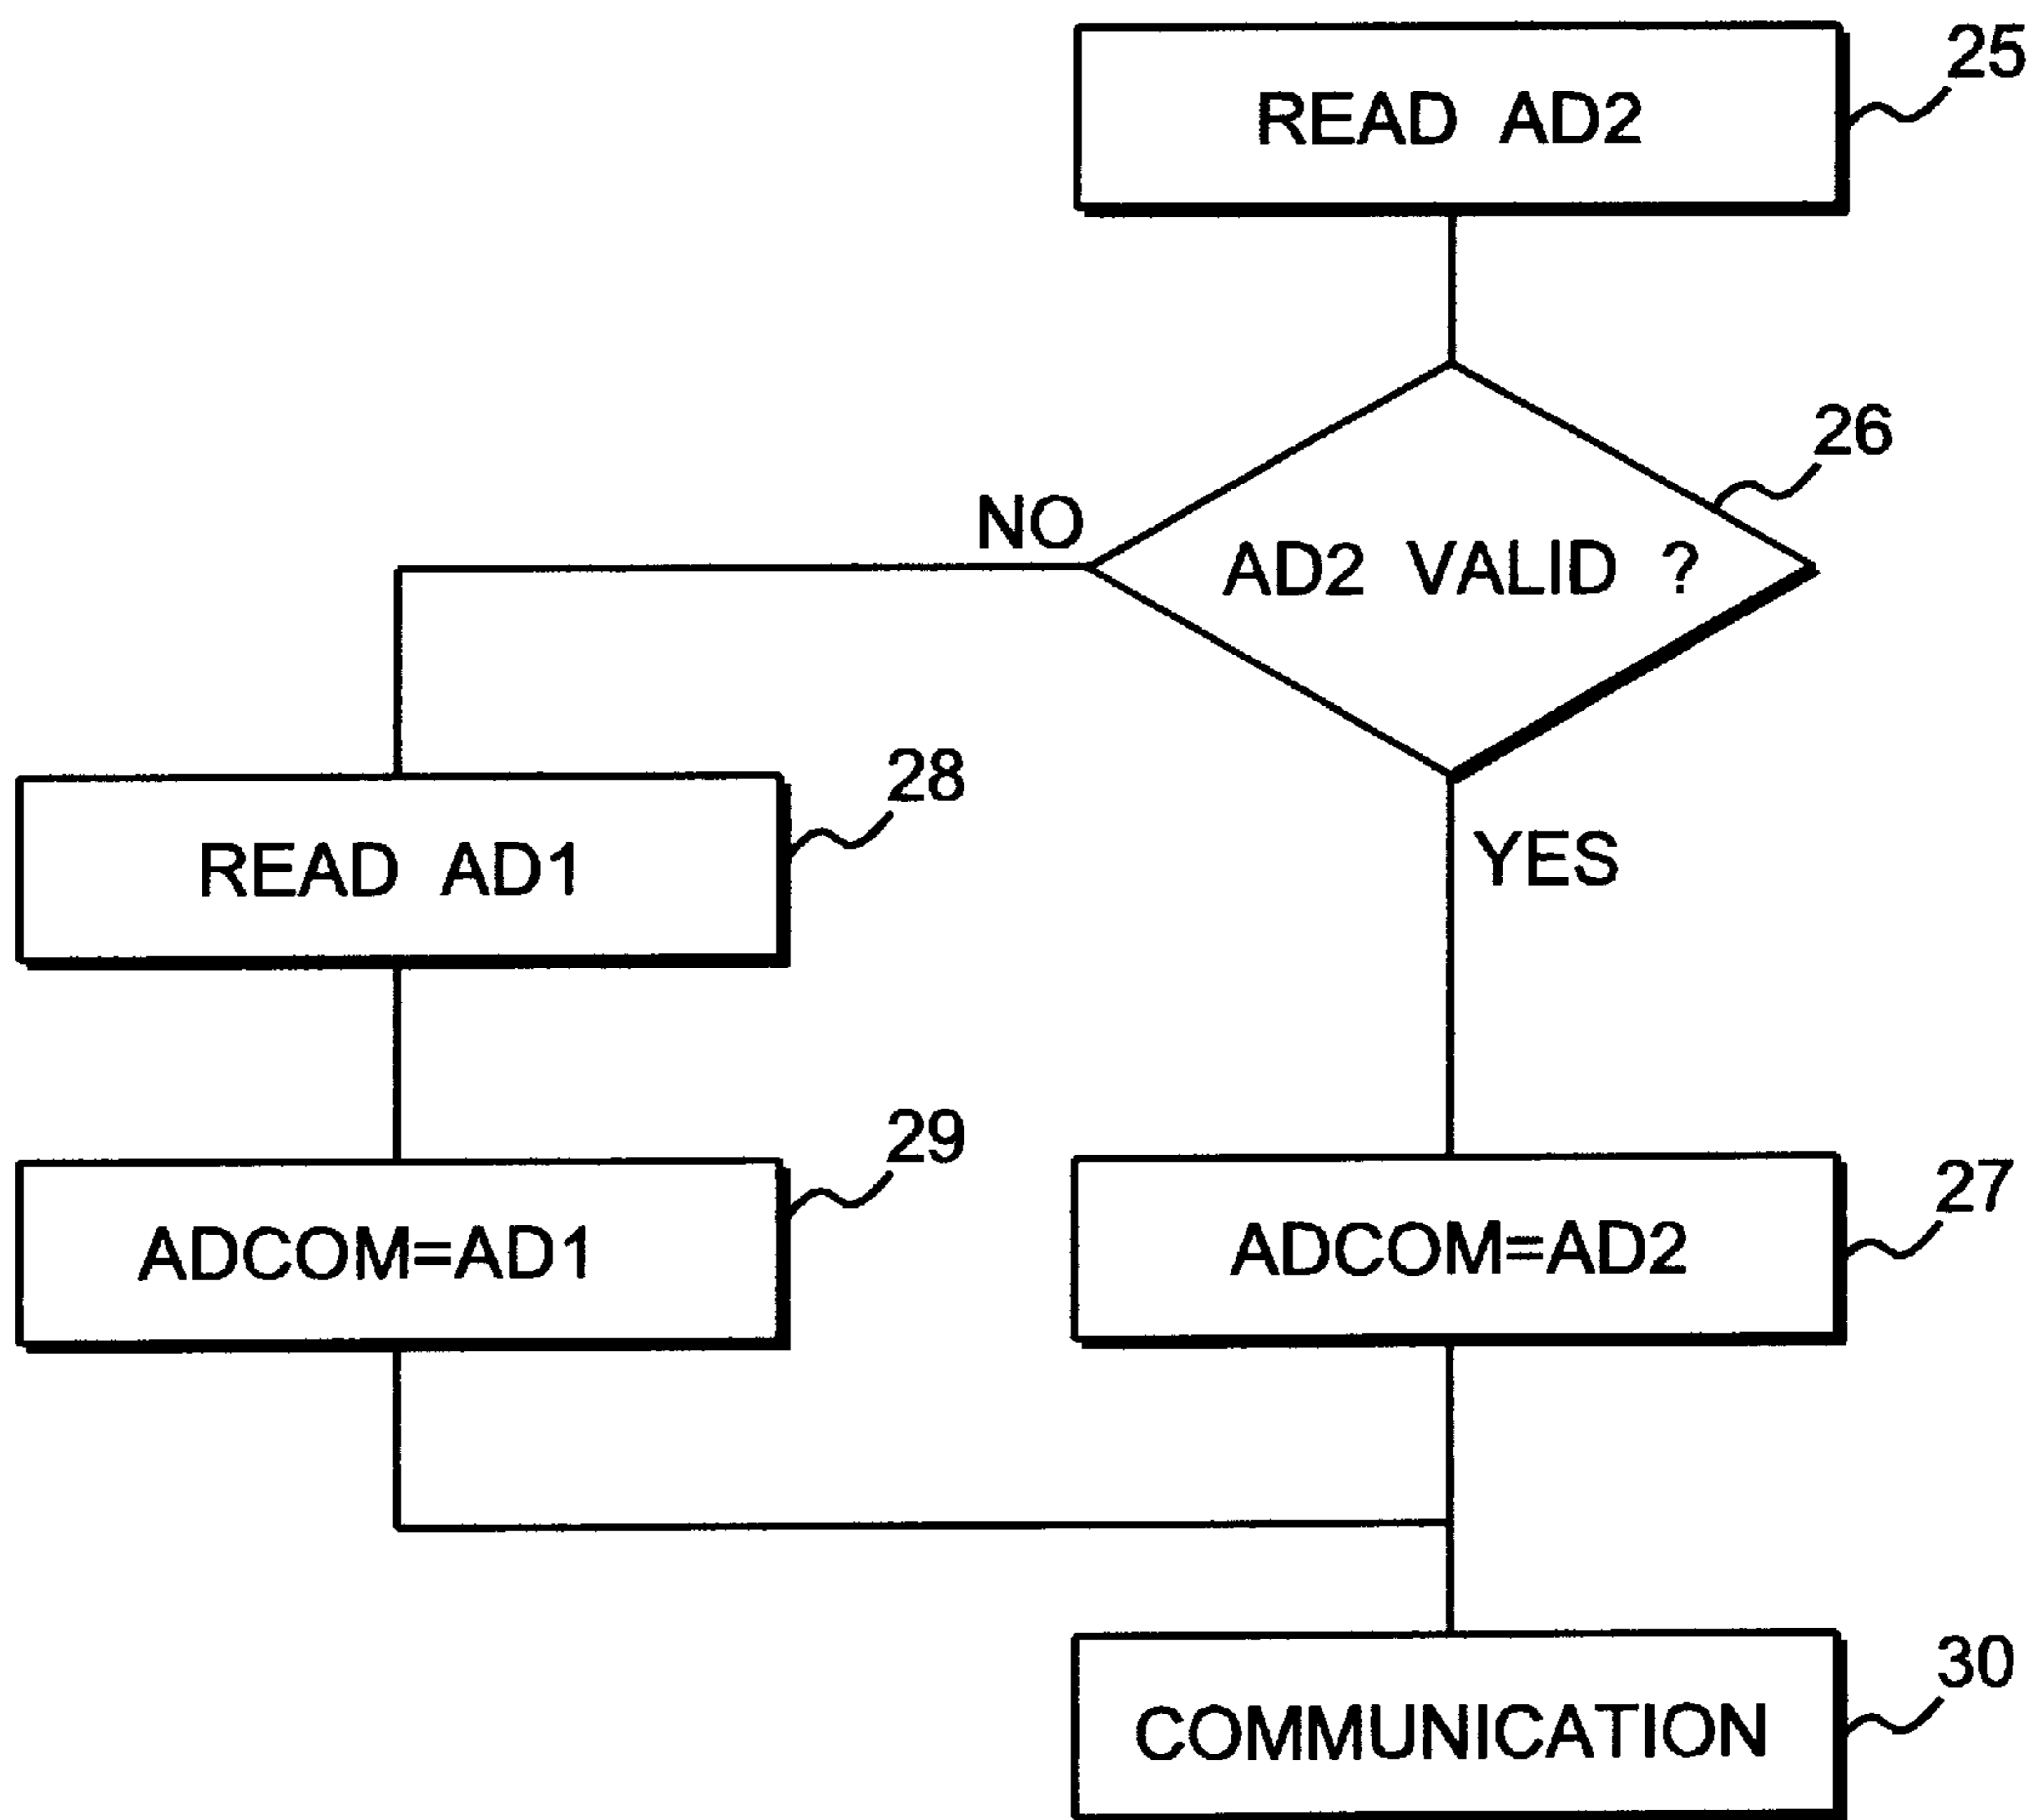 25
READ AD2
26
NO
AD2 VALID ?
28
READ AD1
YES
29
ADCOM=AD1
27
ADCOM=AD2
30
COMMUNICATION